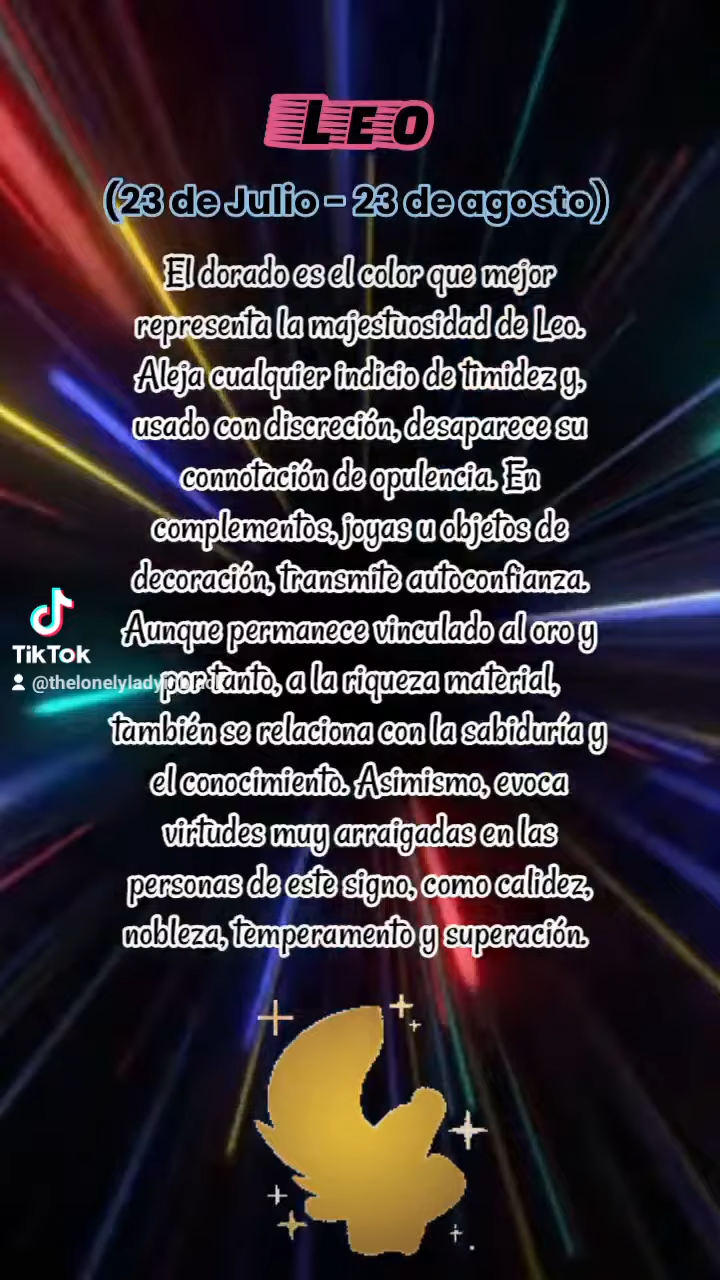 LEO
(23 de Julio - 23 de agosto)
El dorado es el color que mejor
representa la majestuosidad de Leo.
Aleja cualquier indicio de timidez y,
usado con discreción, desaparece su
connotación de opulencia. En
complementos, joyas u objetos de
decoración, transmite autoconfianza.
Aunque permanece vinculado al oro y
por tanto, a la riqueza material,
también se relaciona con la sabiduría y
el conocimiento. Asimismo, evoca
virtudes muy arraigadas en las
personas de este signo, como calidez,
nobleza, temperamento y superación.
TikTok